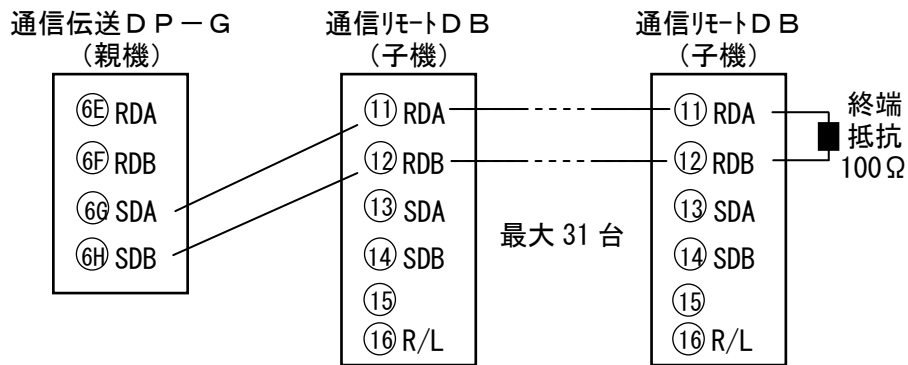 通信伝送DP-G
(親機)
6E RDA
6F RDB
6G SDA
6H SDB
通信ﾘﾓｰﾄDB
(子機)
11 RDA
12 RDB
13 SDA
14 SDB
15
16 R/L
最大31台
通信ﾘﾓｰﾄDB
(子機)
11 RDA
12 RDB
13 SDA
14 SDB
15
16 R/L
終端
抵抗
100Ω